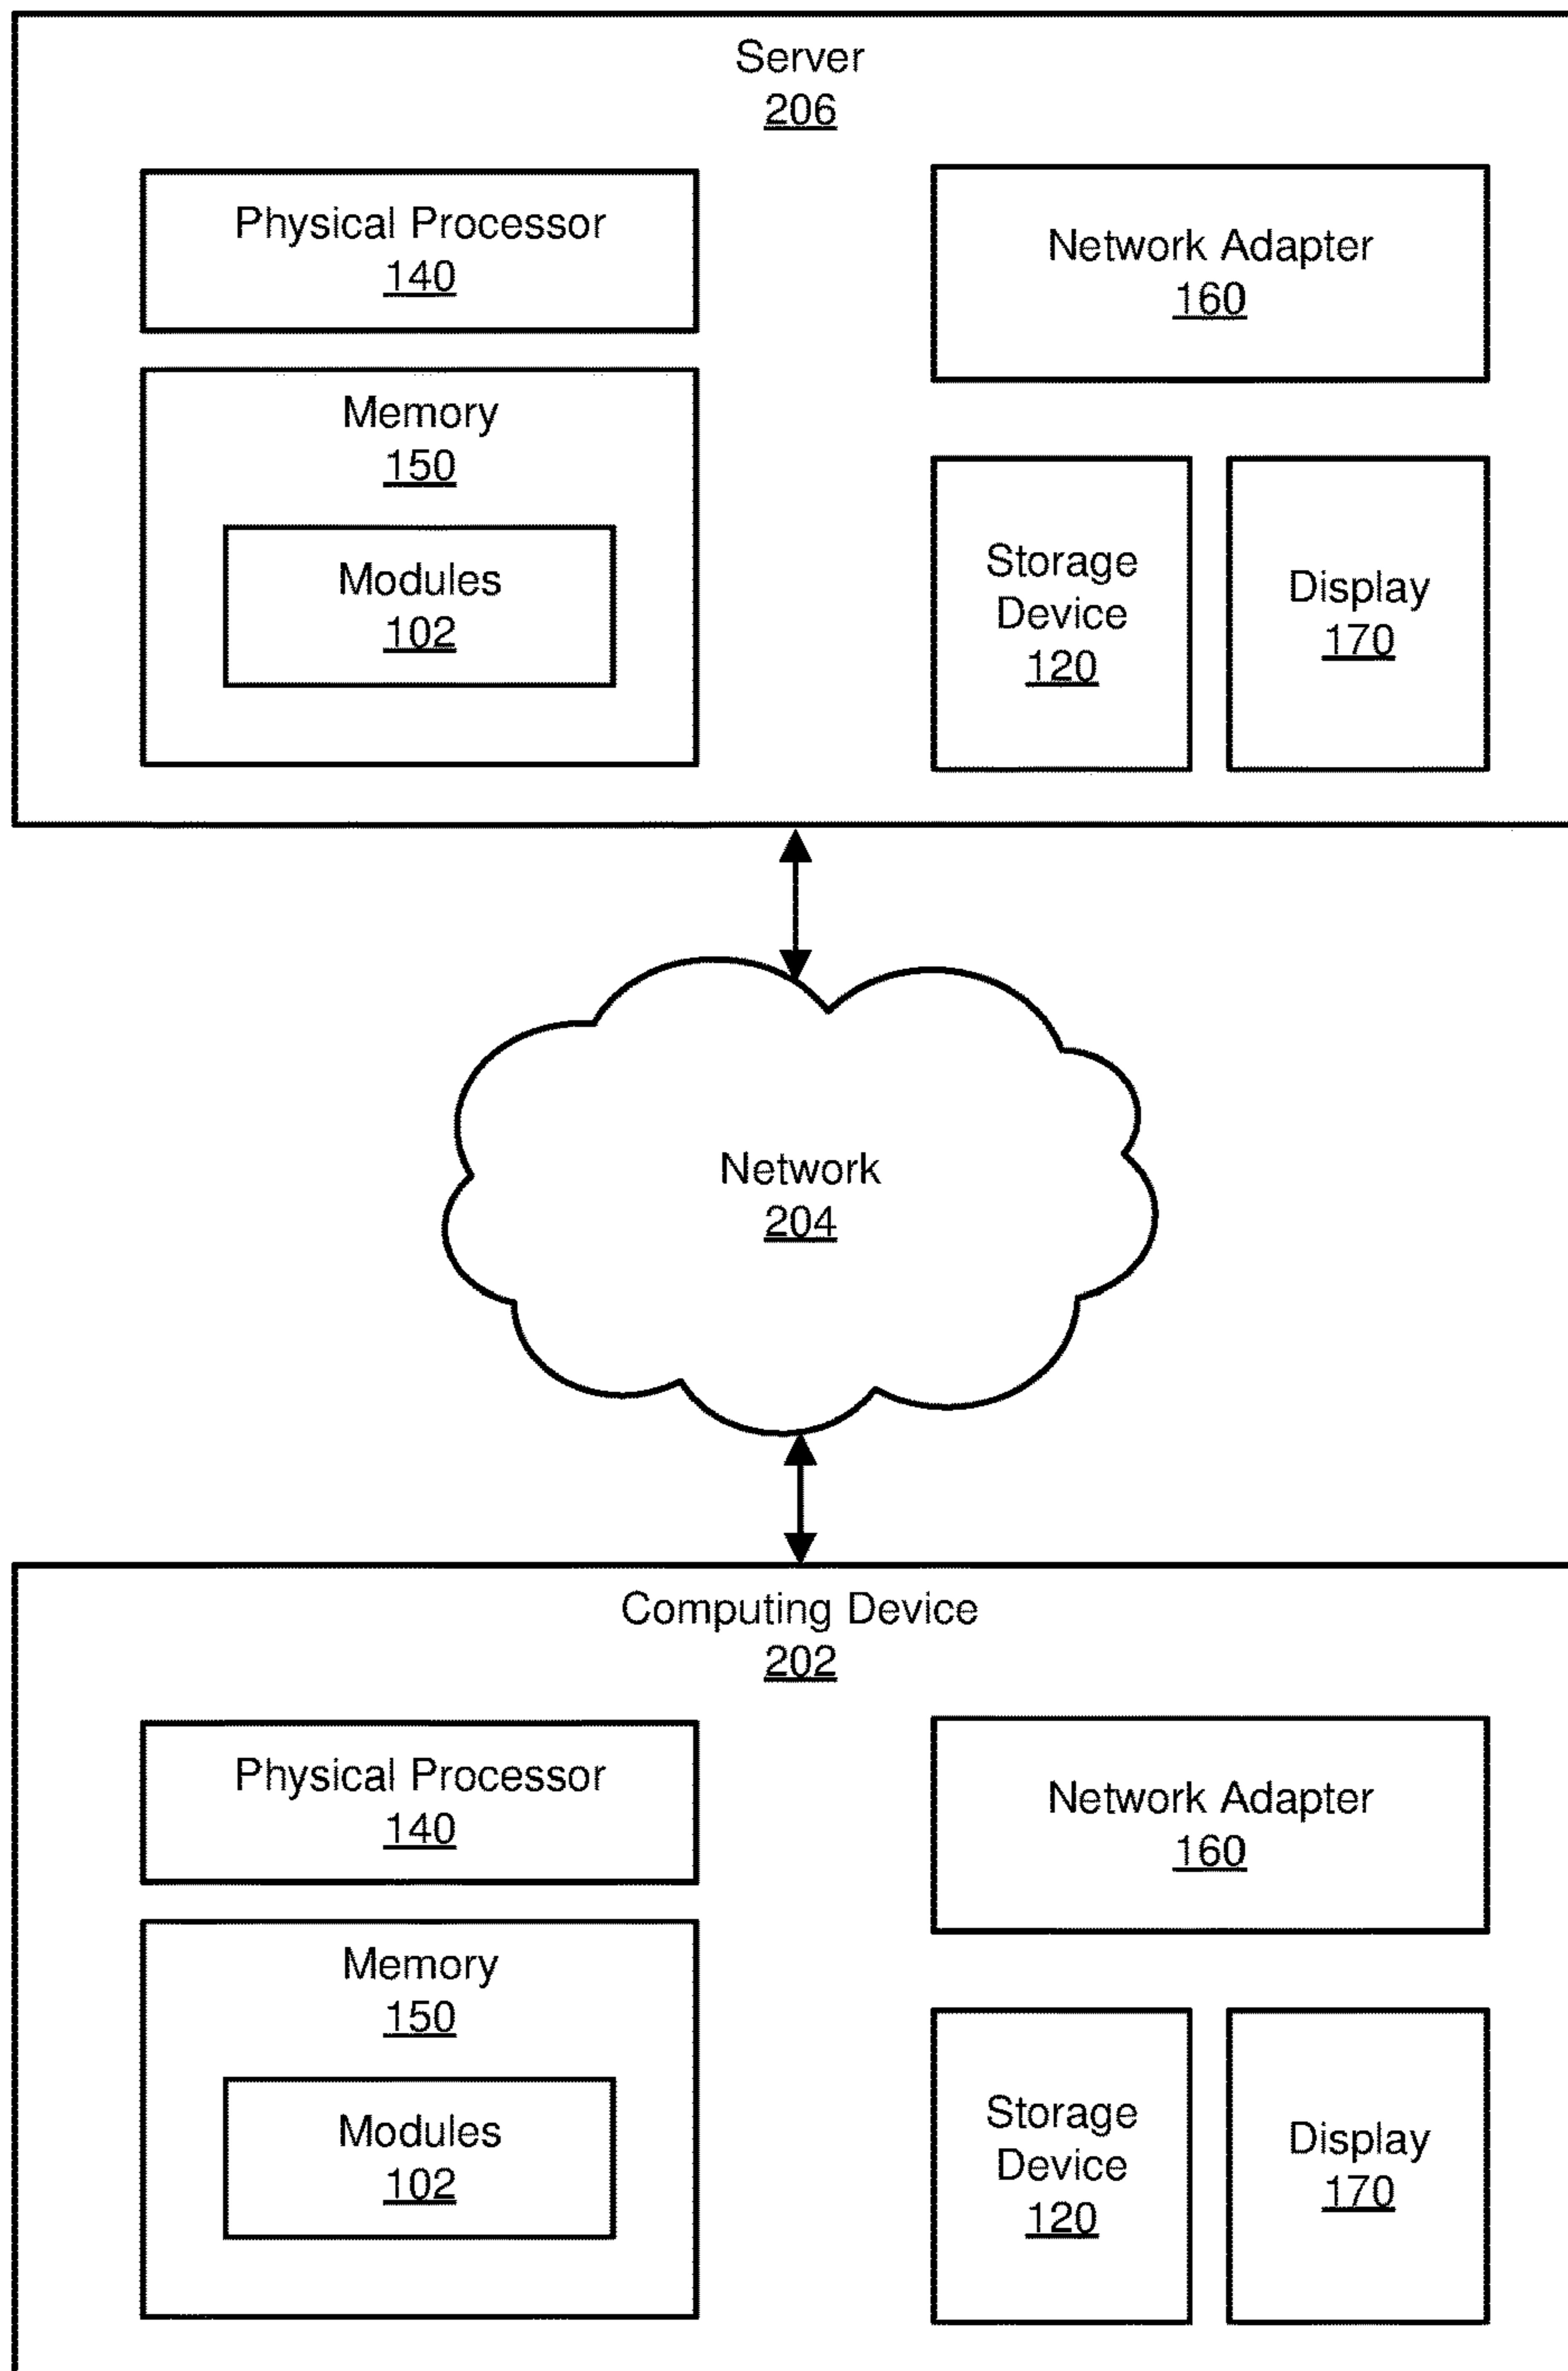 Server
206
Physical Processor
140
Memory
150
Modules
102
Network Adapter
160
Storage
Device
120
Display
170
Network
204
Computing Device
202
Physical Processor
140
Memory
150
Modules
102
Network Adapter
160
Storage
Device
120
Display
170